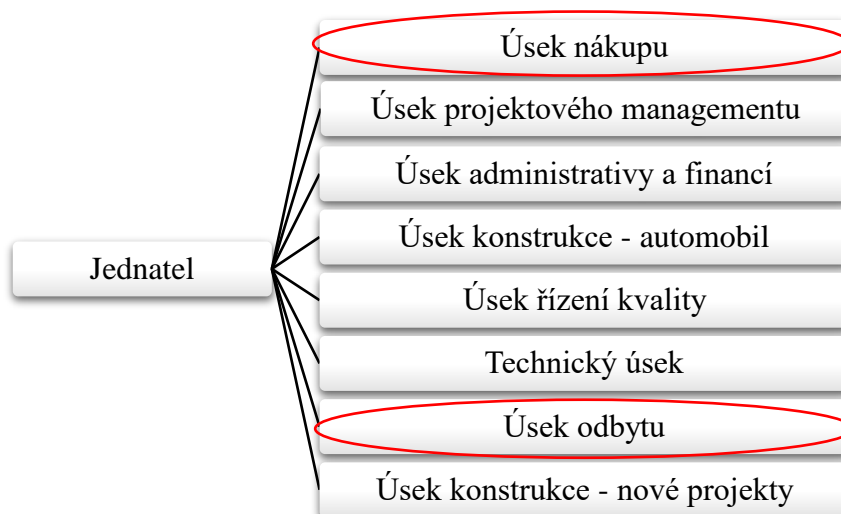 Úsek nákupu
Úsek projektového managementu
Úsek administrativy a financí
Úsek konstrukce - automobil
Jednatel
Úsek řízení kvality
Technický úsek
Úsek odbytu
Úsek konstrukce - nové projekty